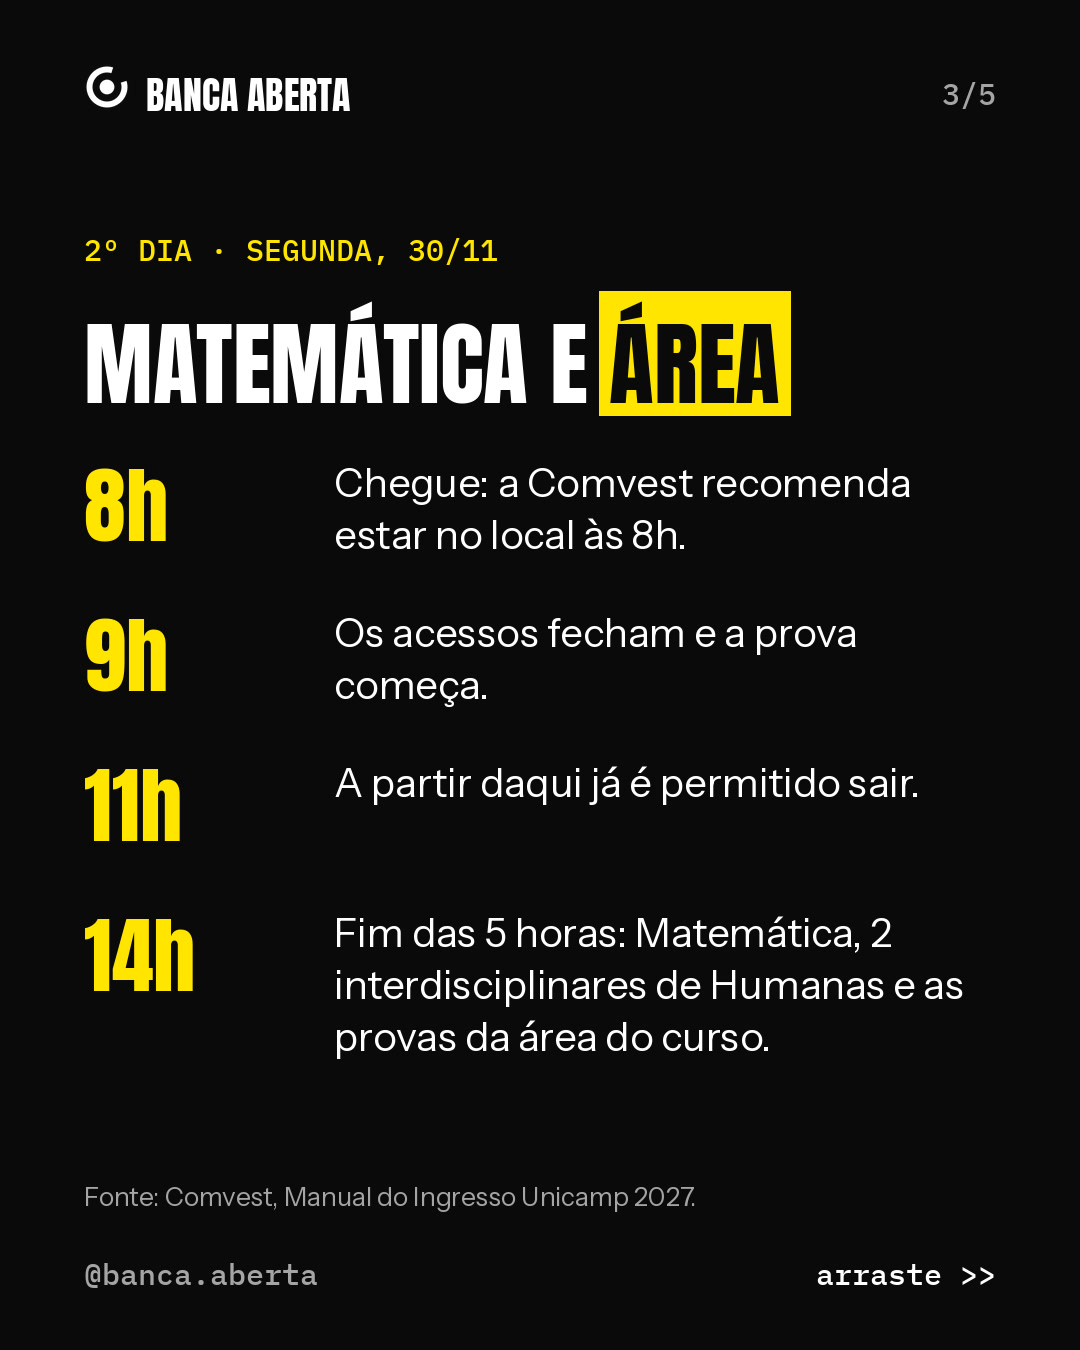 BANCA ABERTA
3/5
2º DIA · SEGUNDA, 30/11
MATEMÁTICA E ÁREA
8h
Chegue: a Comvest recomenda
estar no local às 8h.
9h
Os acessos fecham e a prova
começa.
11h
A partir daqui já é permitido sair.
14h
Fim das 5 horas: Matemática, 2
interdisciplinares de Humanas e as
provas da área do curso.
Fonte: Comvest, Manual do Ingresso Unicamp 2027.
@banca.aberta
arraste >>